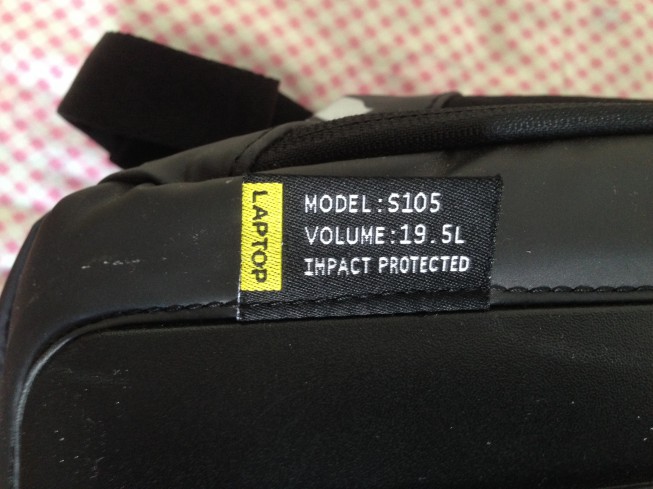 LAPTOP
MODEL:S105
VOLUME:19.5L
IMPACT PROTECTED